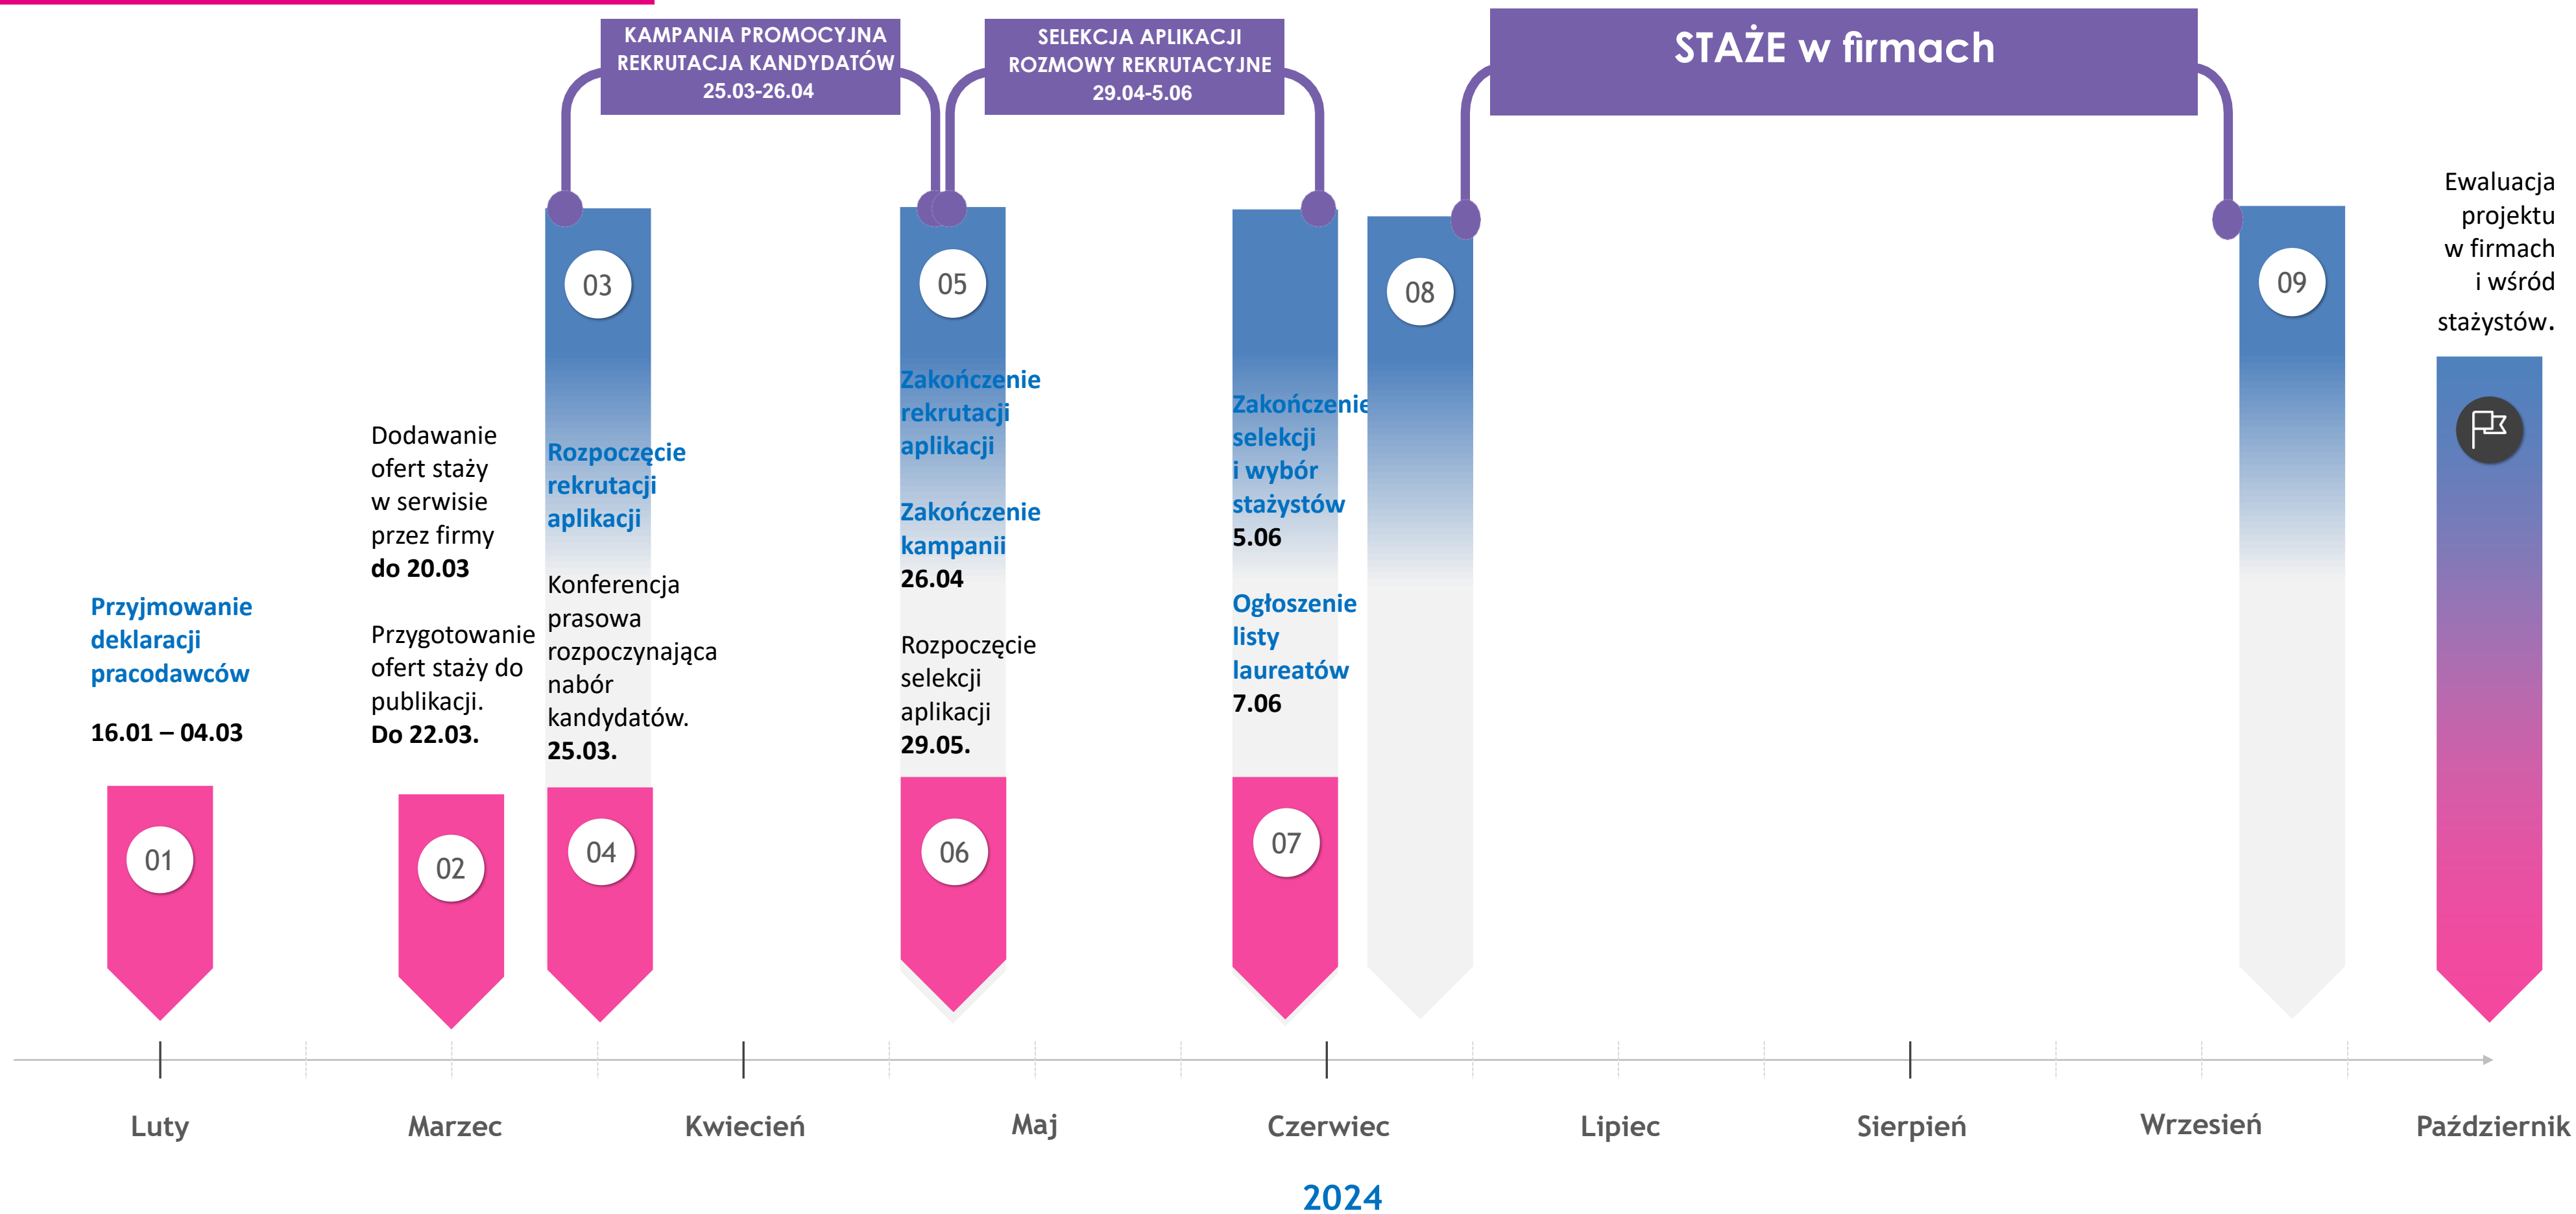 KAMPANIA PROMOCYJNA
REKRUTACJA KANDYDATÓW
25.03-26.04
SELEKCJA APLIKACJI
ROZMOWY REKRUTACYJNE
29.04-5.06
STAŻE w firmach
Przyjmowanie
deklaracji
pracodawców
16.01 – 04.03
01
Dodawanie
ofert staży
w serwisie
przez firmy
do 20.03
Przygotowanie
ofert staży do
publikacji.
Do 22.03.
02
03
Rozpoczęcie
rekrutacji
aplikacji
Konferencja
prasowa
rozpoczynająca
nabór
kandydatów.
25.03.
04
05
Zakończenie
rekrutacji
aplikacji
Zakończenie
kampanii
26.04
Rozpoczęcie
selekcji
aplikacji
29.05.
06
Zakończenie
selekcji
i wybór
stażystów
5.06
Ogłoszenie
listy
laureatów
7.06
07
08
09
Ewaluacja
projektu
w firmach
i wśród
stażystów.
Luty
Marzec
Kwiecień
Maj
Czerwiec
Lipiec
Sierpień
Wrzesień
Październik
2024